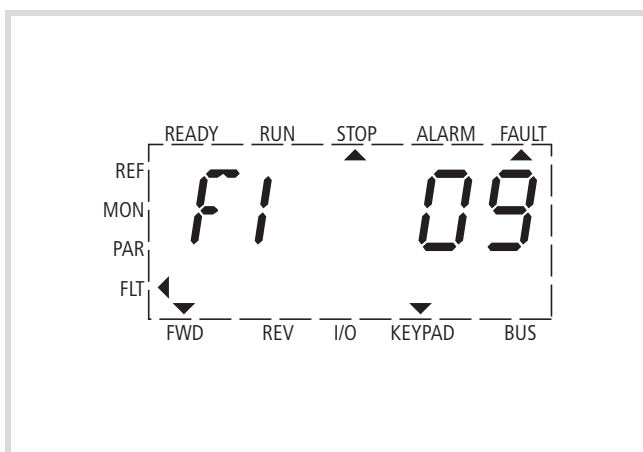 READY RUN STOP ALARM FAULT
REF
F1 09
MON
PAR
FLT
FWD REV I/O KEYPAD BUS